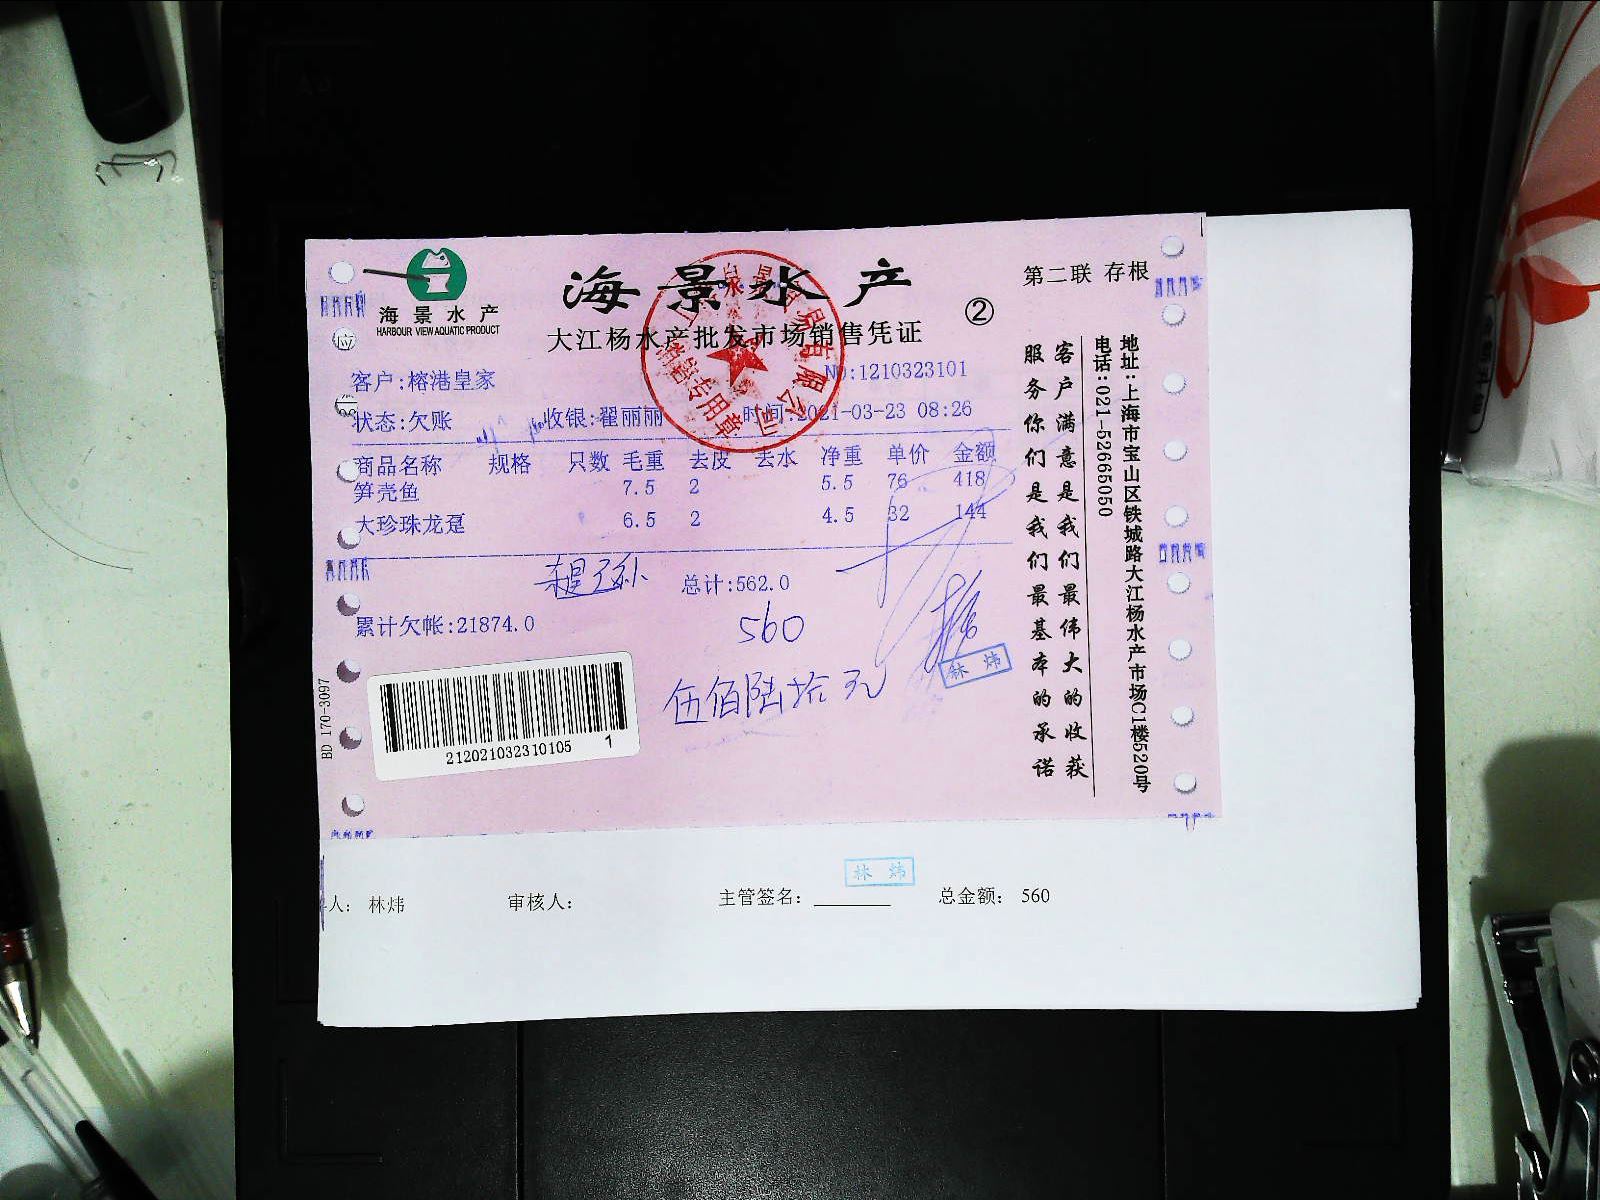 海景水产
HARBOUR VIEW AQUATIC PRODUCT
海景水产
大江杨水产批发市场销售凭证
②
第二联 存根
客户:榕港皇家
NO:1210323101
状态:欠账 收银:翟丽丽 时间:2021-03-23 08:26
商品名称 规格 只数 毛重 去皮 去水 净重 单价 金额
笋壳鱼 7.5 2 5.5 76 418
大珍珠龙趸 6.5 2 4.5 32 144
总计:562.0
累计欠帐:21874.0
560
伍佰陆拾元
林炜
212021032310105 1
BD 170-3097
销售专用章
客户满意是我们最伟大的收获
服务你们是我们最基本的承诺
地址:上海市宝山区铁城路大江杨水产市场C1楼520号
电话:021-52665050
林炜
人: 林炜 审核人: 主管签名: 总金额: 560